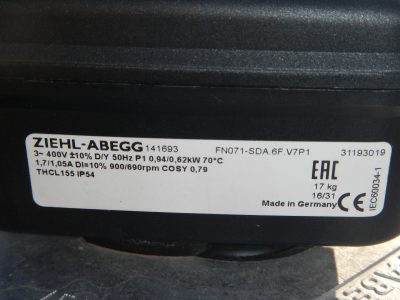 ZIEHL-ABEGG 141693 FN071-SDA.6F.V7P1 31193019
3~ 400V ±10% D/Y 50Hz P1 0,94/0,62kW 70°C
1,7/1,05A DI=10% 900/690rpm COSY 0,79
THCL155 IP54
EAC
17 kg
16/31
Made in Germany CE
IEC60034-1